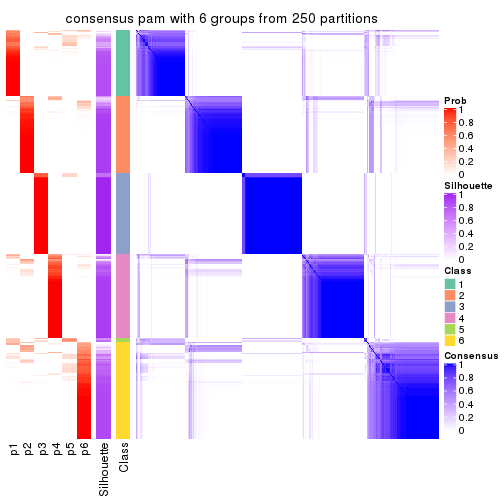 consensus pam with 6 groups from 250 partitions
Prob
1
0.8
0.6
0.4
0.2
0
Silhouette
1
0.8
0.6
0.4
0.2
0
Class
1
2
3
4
5
6
Consensus
1
0.8
0.6
0.4
0.2
0
p1
p2
p3
p4
p5
p6
Silhouette
Class